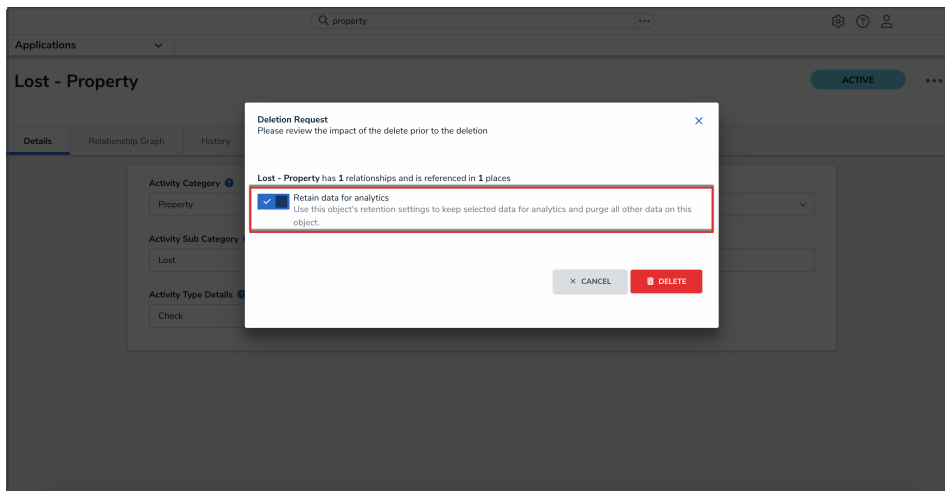 property
Applications
Lost - Property
ACTIVE
Deletion Request
Please review the impact of the delete prior to the deletion
Details
Relationship Graph
History
Lost - Property has 1 relationships and is referenced in 1 places
Activity Category
Retain data for analytics
Property
Use this object's retention settings to keep selected data for analytics and purge all other data on this
object.
Activity Sub Category
Lost
CANCEL
DELETE
Activity Type Details
Check